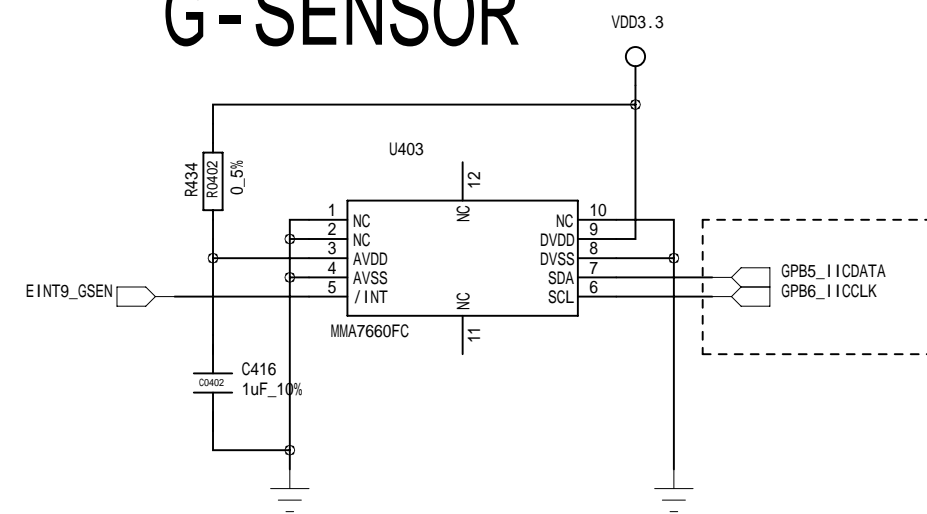 G-SENSOR
VDD3.3
U403
R434
R0402
0_5%
12
NC
1 NC
2 NC
3 AVDD
4 AVSS
5 /INT
NC 10
DVDD 9
DVSS 8
SDA 7
SCL 6
EINT9_GSEN
GPB5_IICDATA
GPB6_IICCLK
NC
11
MMA7660FC
C0402
C416
1uF_10%